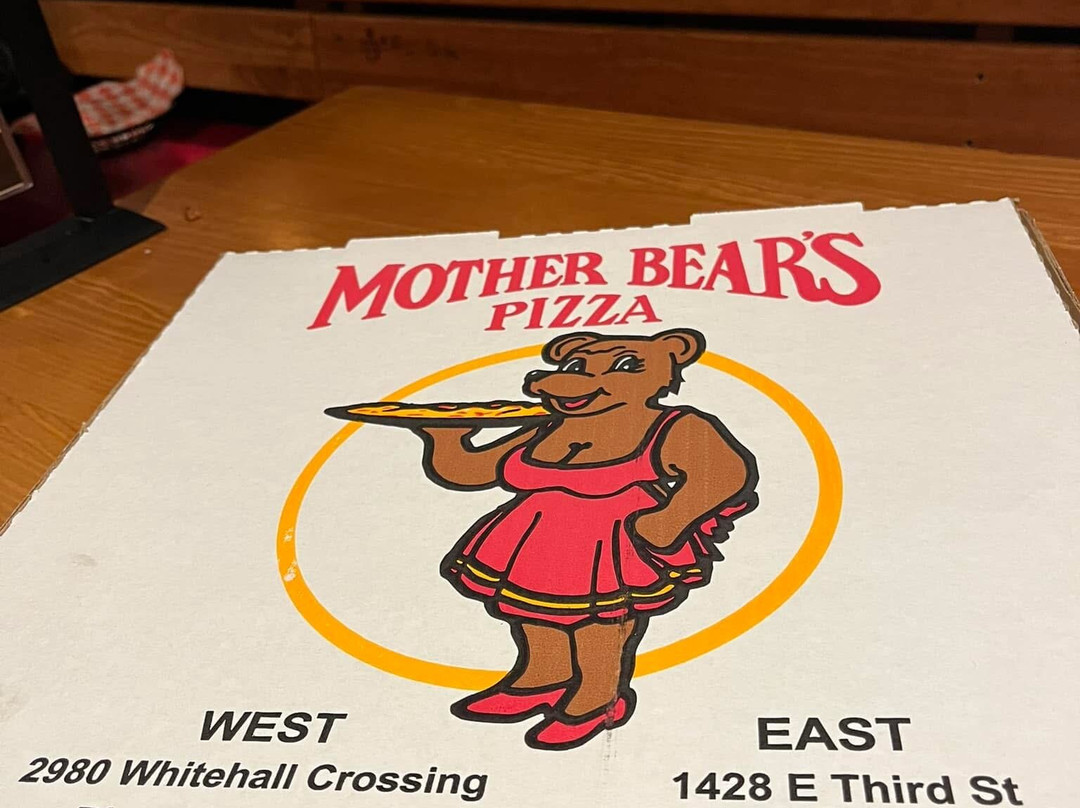 MOTHER BEAR'S
PIZZA
WEST
2980 Whitehall Crossing
EAST
1428 E Third St